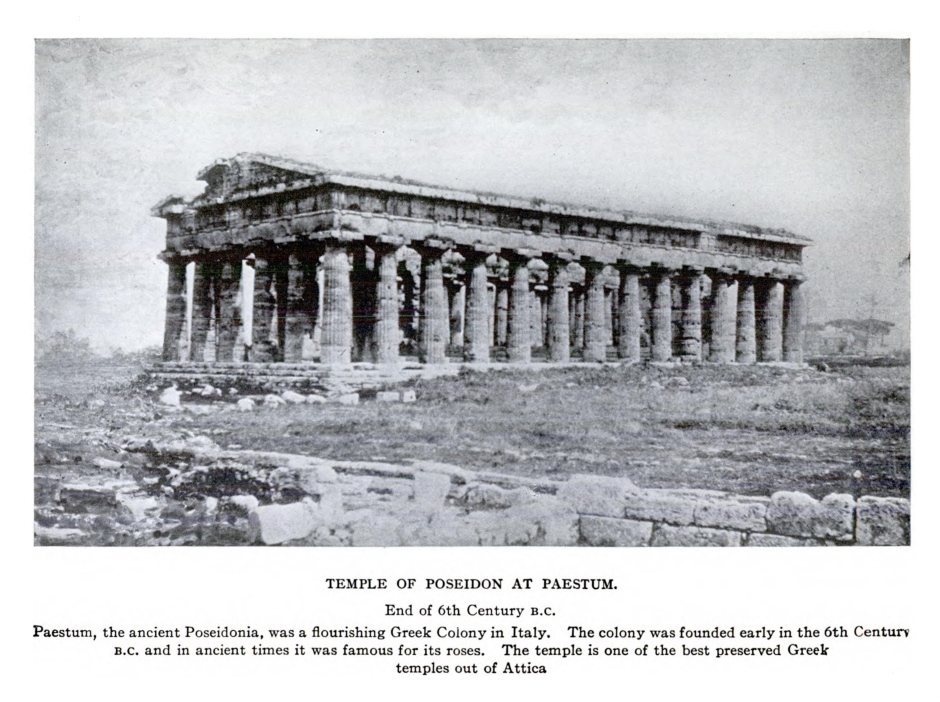 TEMPLE OF POSEIDON AT PAESTUM.
End of 6th Century B.C.
Paestum, the ancient Poseidonia, was a flourishing Greek Colony in Italy. The colony was founded early in the 6th Century
B.C. and in ancient times it was famous for its roses. The temple is one of the best preserved Greek
temples out of Attica